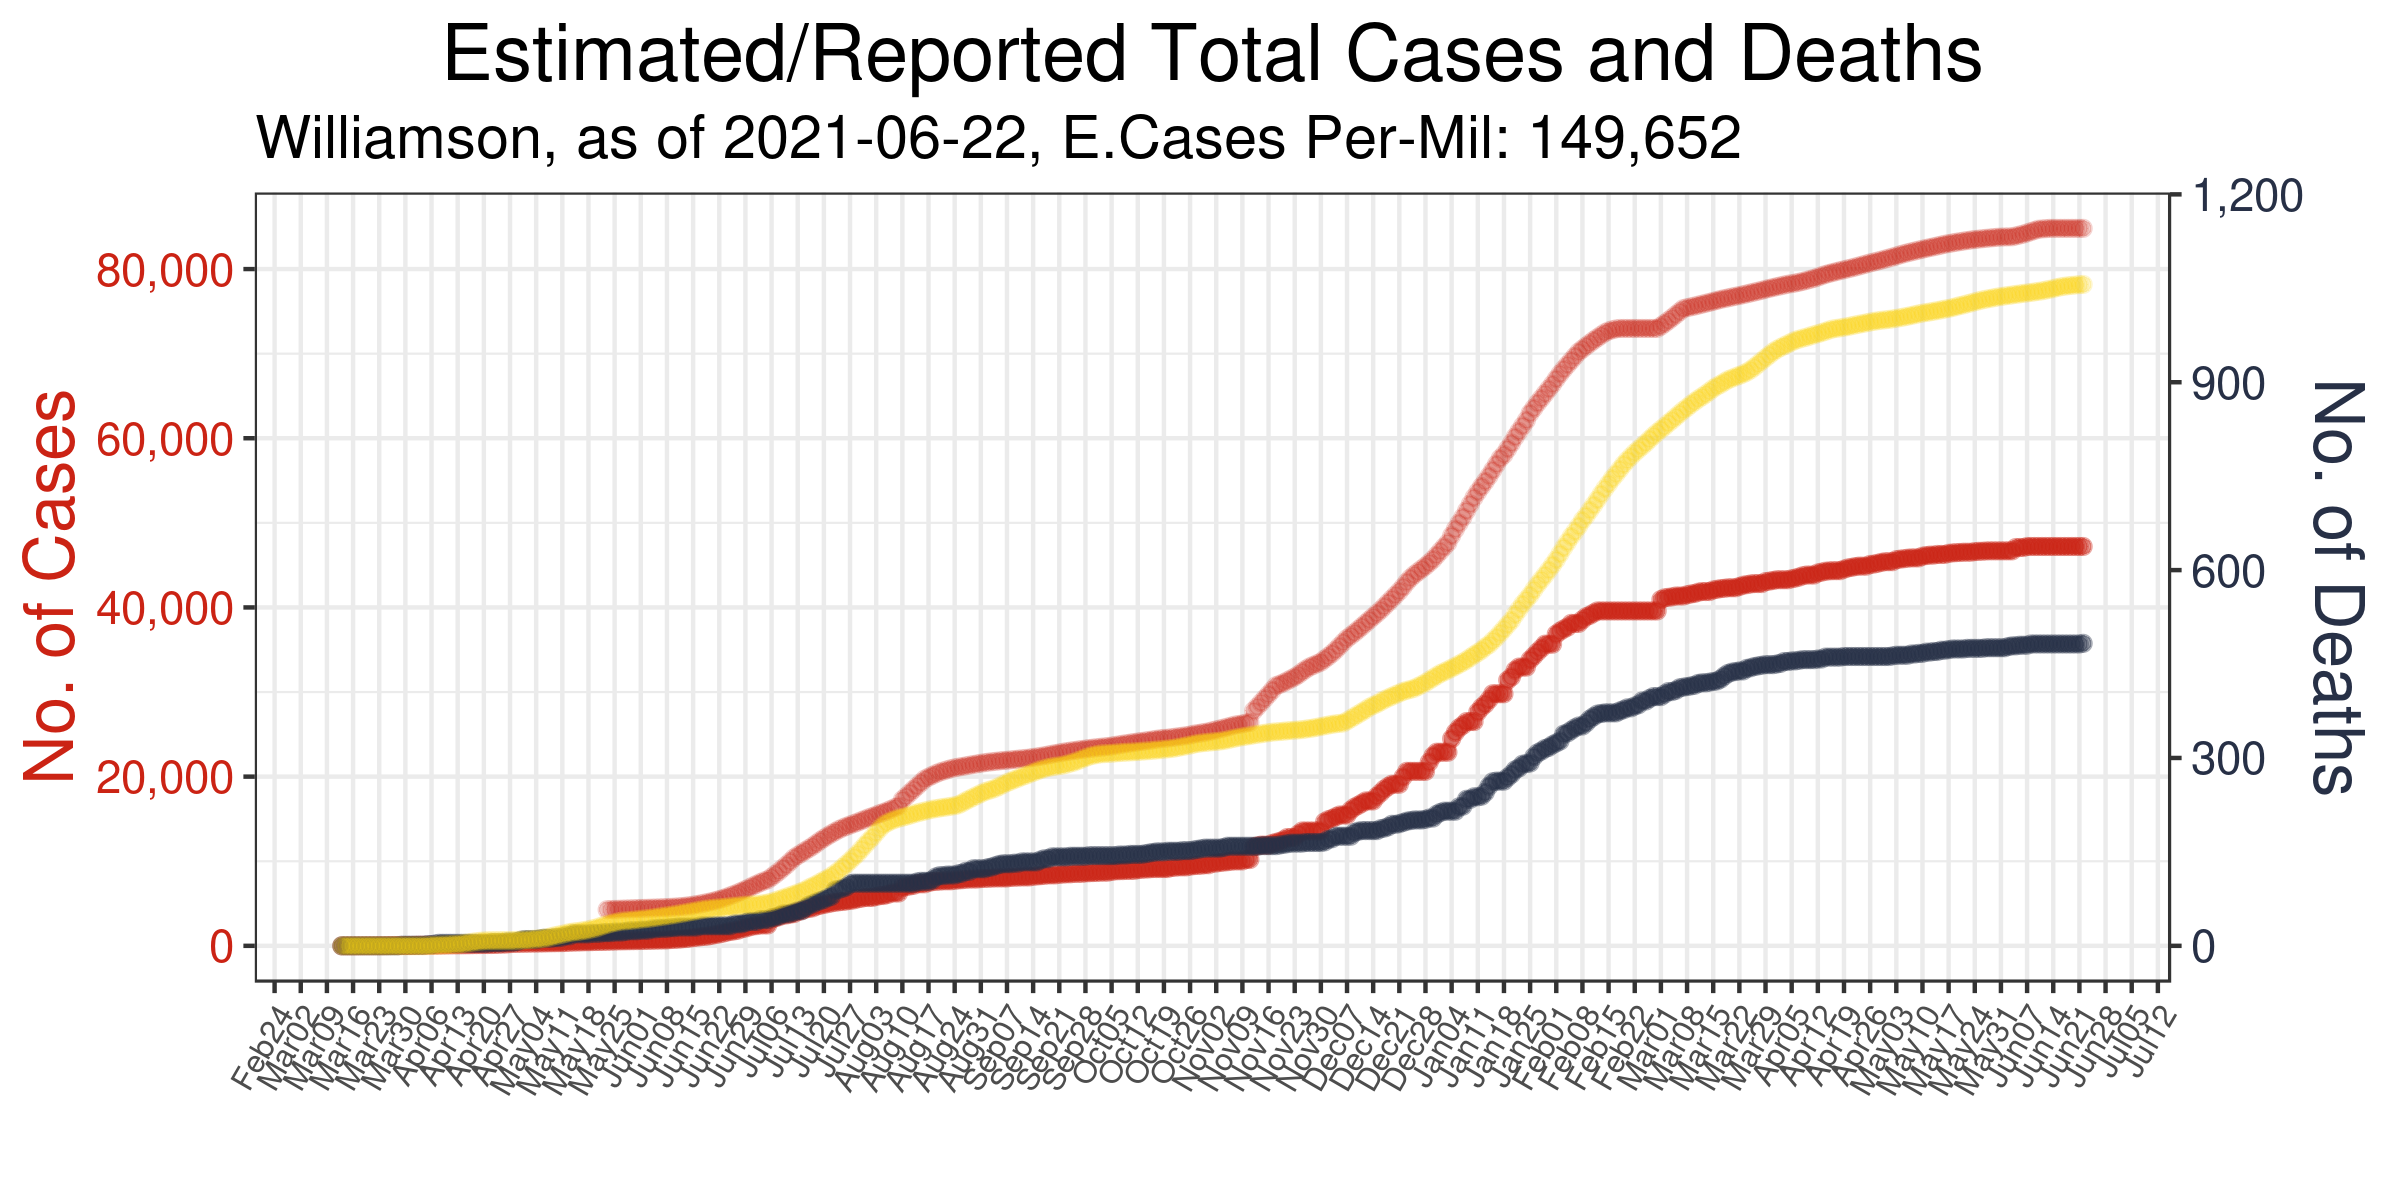 Estimated/Reported Total Cases and Deaths
Williamson, as of 2021-06-22, E.Cases Per-Mil: 149,652
No. of Cases
80,000
60,000
40,000
20,000
0
1,200
900
600
300
0
No. of Deaths
Feb24
Mar02
Mar09
Mar16
Mar23
Mar30
Apr06
Apr13
Apr20
Apr27
May04
May11
May18
May25
Jun01
Jun08
Jun15
Jun22
Jun29
Jul06
Jul13
Jul20
Jul27
Aug03
Aug10
Aug17
Aug24
Aug31
Sep07
Sep14
Sep21
Sep28
Oct05
Oct12
Oct19
Oct26
Nov02
Nov09
Nov16
Nov23
Nov30
Dec07
Dec14
Dec21
Dec28
Dec04
Jan11
Jan18
Jan25
Feb01
Feb08
Feb15
Feb22
Mar01
Mar08
Mar15
Mar22
Mar29
Mar05
Apr12
Apr19
Apr26
May03
May10
May17
May24
May31
May07
Jun14
Jun21
Jun28
Jul05
Jul12